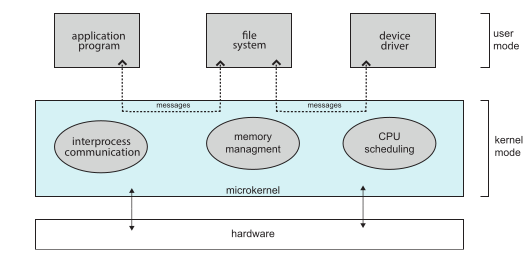 application
program
file
system
device
driver
user
mode
messages
messages
interprocess
communication
memory
managment
CPU
scheduling
kernel
mode
microkernel
hardware